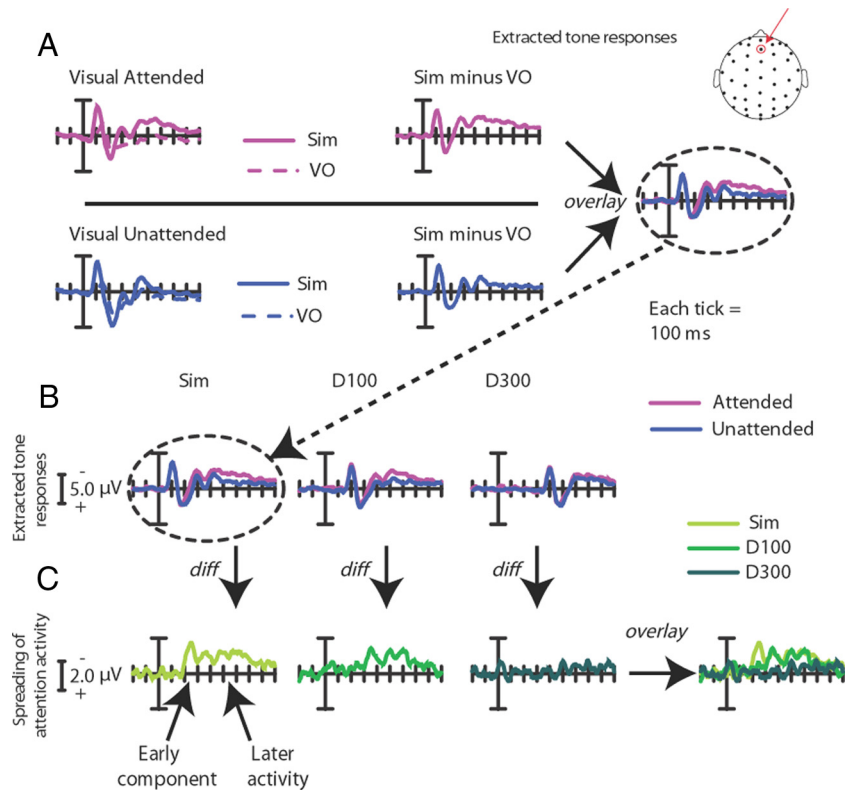 A
Extracted tone responses
Visual Attended
Sim minus VO
Sim
VO
overlay
Visual Unattended
Sim minus VO
Sim
VO
Each tick =
100 ms
Sim
D100
D300
B
Attended
Unattended
Extracted tone
responses
-
5.0 µV
+
Sim
D100
D300
diff
diff
diff
C
overlay
Spreading of
attention activity
-
2.0 µV
+
Early
component
Later
activity